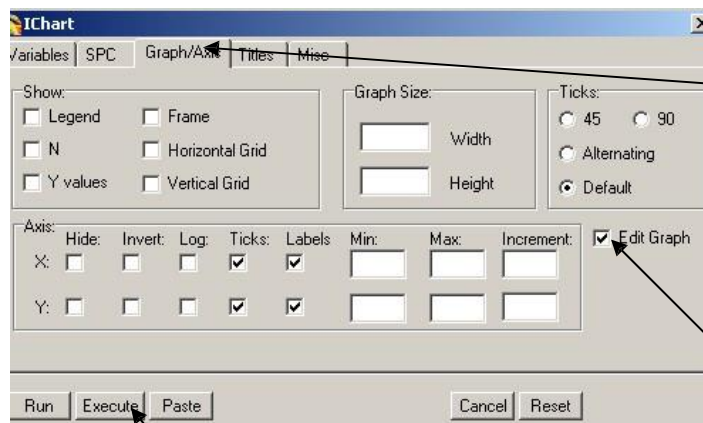 IChart
Variables SPC Graph/Axis Titles Misc
Show: Graph Size: Ticks:
Legend Frame Width 45 90
N Horizontal Grid Alternating
Y values Vertical Grid Height Default
Axis: Hide: Invert: Log: Ticks: Labels Min: Max: Increment: Edit Graph
X:
Y:
Run Execute Paste Cancel Reset